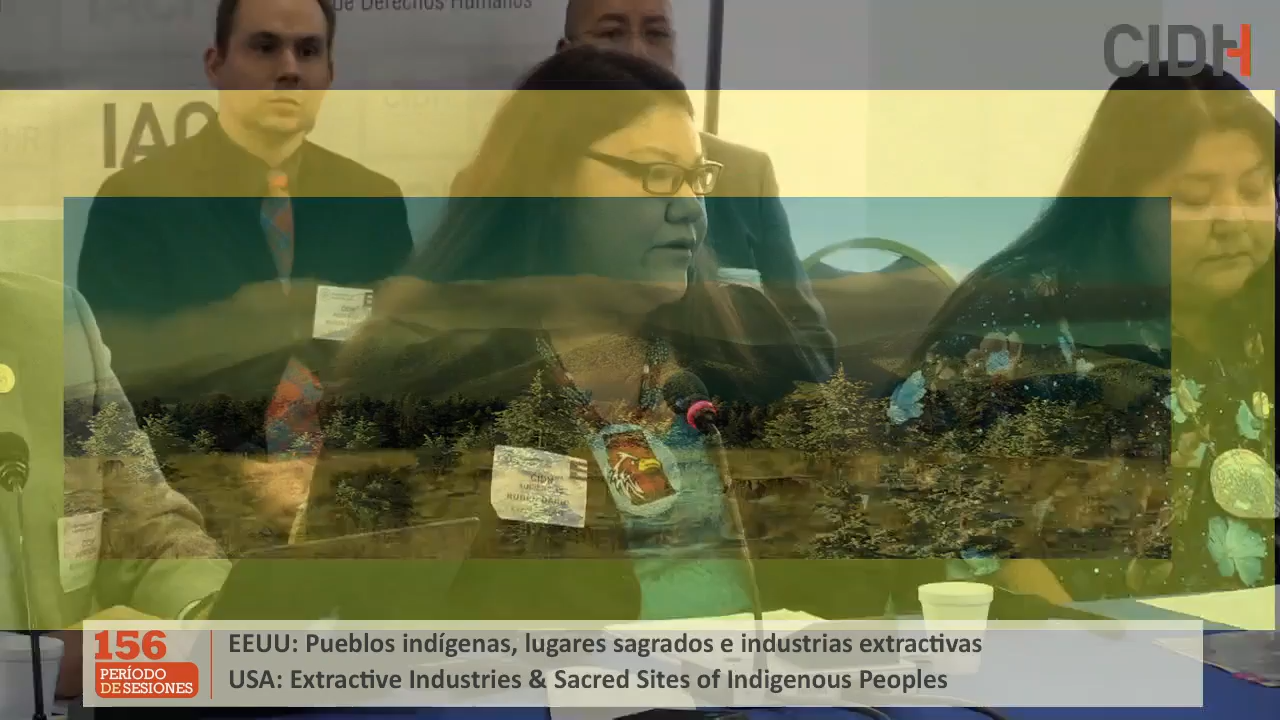 de Derechos Humanos
CIDH
IAC
156
PERÍODO
DE SESIONES
EEUU: Pueblos indígenas, lugares sagrados e industrias extractivas
USA: Extractive Industries & Sacred Sites of Indigenous Peoples